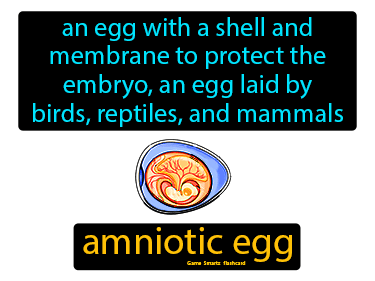 an egg with a shell and
membrane to protect the
embryo, an egg laid by
birds, reptiles, and mammals
amniotic egg
Game Smartz flashcard